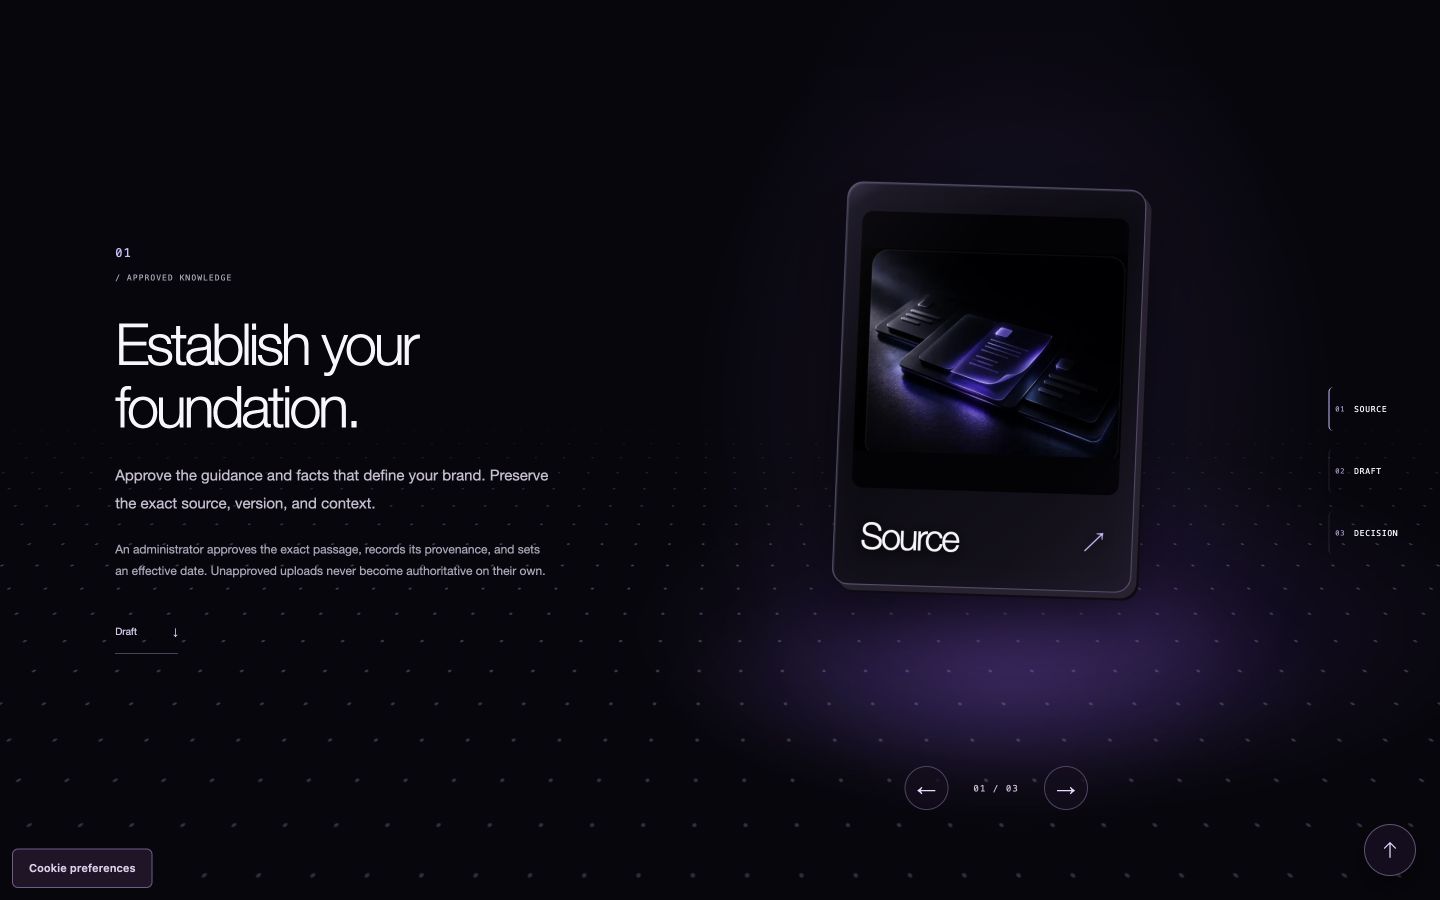 01
/ APPROVED KNOWLEDGE
Establish your
foundation.
Approve the guidance and facts that define your brand. Preserve
the exact source, version, and context.
An administrator approves the exact passage, records its provenance, and sets
an effective date. Unapproved uploads never become authoritative on their own.
Draft ↓
Source ↗
01 SOURCE
02 DRAFT
03 DECISION
← 01 / 03 →
Cookie preferences
↑